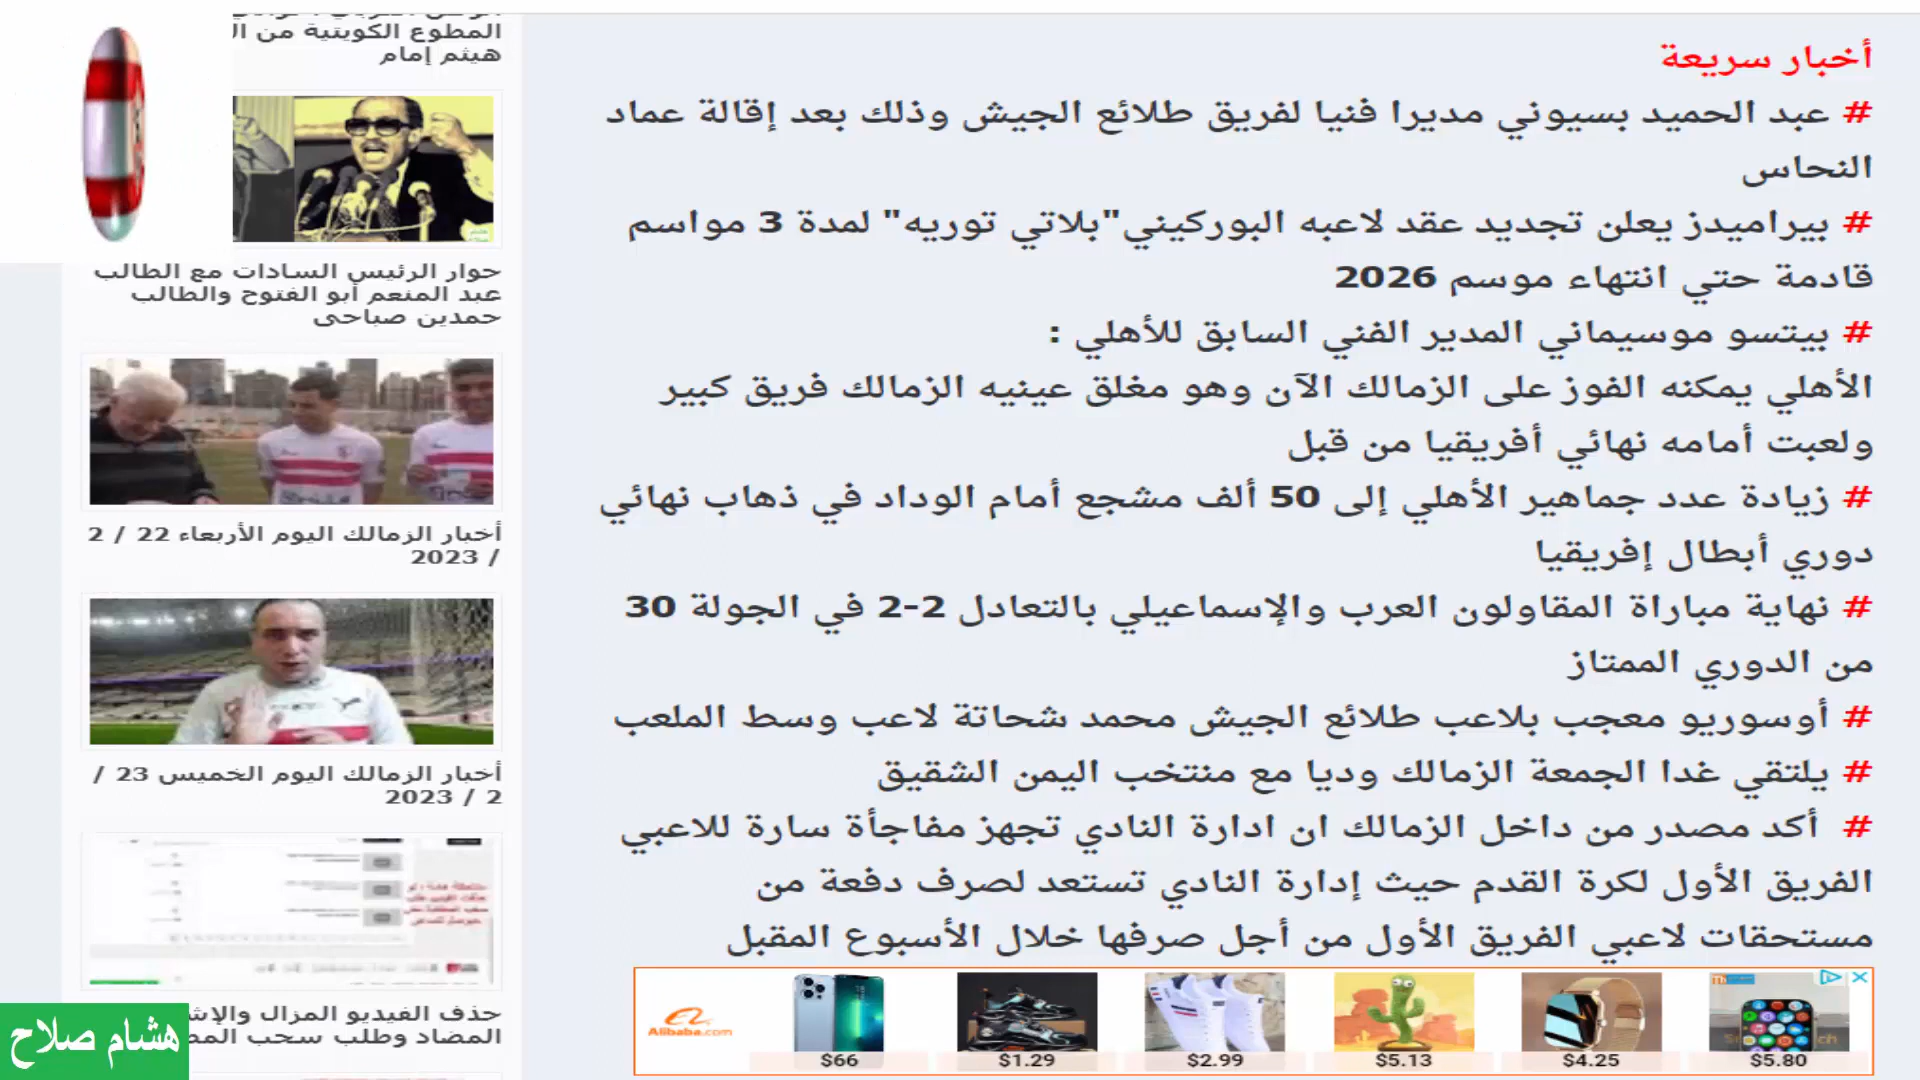 أخبار سريعة
# عبد الحميد بسيوني مديرا فنيا لفريق طلائع الجيش وذلك بعد إقالة عماد
النحاس
# بيراميدز يعلن تجديد عقد لاعبه البوركيني"بلاتي توريه" لمدة 3 مواسم
قادمة حتي انتهاء موسم 2026
# بيتسو موسيماني المدير الفني السابق للأهلي :
الأهلي يمكنه الفوز على الزمالك الآن وهو مغلق عينيه الزمالك فريق كبير
ولعبت أمامه نهائي أفريقيا من قبل
# زيادة عدد جماهير الأهلي إلى 50 ألف مشجع أمام الوداد في ذهاب نهائي
دوري أبطال إفريقيا
# نهاية مباراة المقاولون العرب والإسماعيلي بالتعادل 2-2 في الجولة 30
من الدوري الممتاز
# أوسوريو معجب بلاعب طلائع الجيش محمد شحاتة لاعب وسط الملعب
# يلتقي غدا الجمعة الزمالك وديا مع منتخب اليمن الشقيق
# أكد مصدر من داخل الزمالك ان ادارة النادي تجهز مفاجأة سارة للاعبي
الفريق الأول لكرة القدم حيث إدارة النادي تستعد لصرف دفعة من
مستحقات لاعبي الفريق الأول من أجل صرفها خلال الأسبوع المقبل
المطوع الكويتية من
هيثم إمام
حوار الرئيس السادات مع الطالب
عبد المنعم أبو الفتوح والطالب
حمدين صباحى
أخبار الزمالك اليوم الأربعاء 22 / 2
/ 2023
أخبار الزمالك اليوم الخميس 23 /
2 / 2023
حذف الفيديو المزال
المضاد وطلب سحب
هشام صلاح
Alibaba.com
$66
$1.29
$2.99
$5.13
$4.25
$5.80